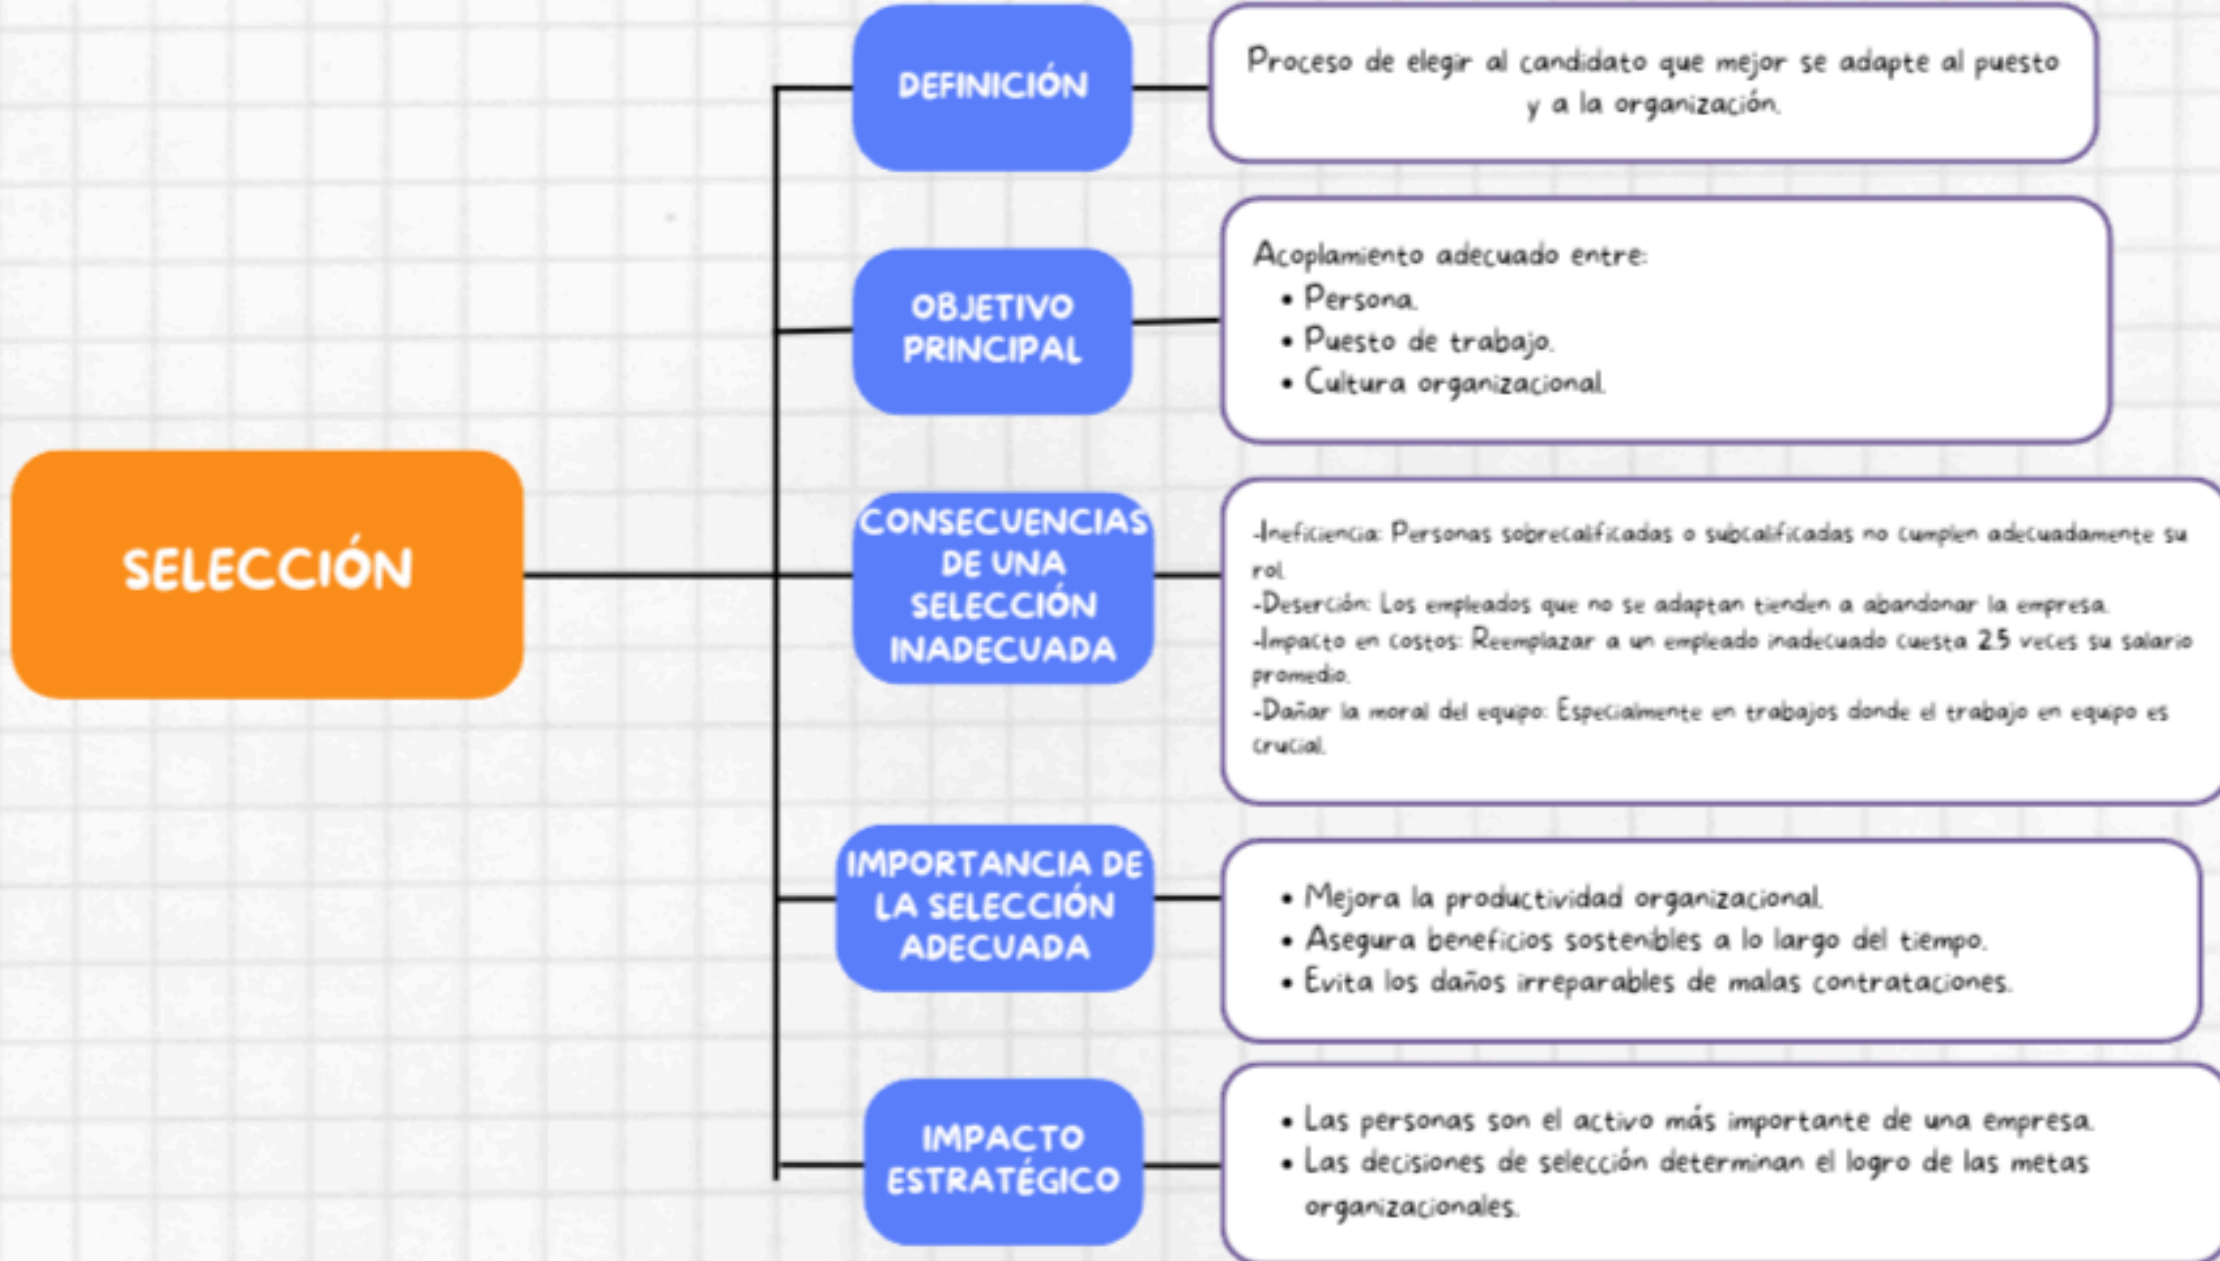 DEFINICIÓN
Proceso de elegir al candidato que mejor se adapte al puesto
y a la organización.
OBJETIVO
PRINCIPAL
Acoplamiento adecuado entre:
• Persona.
• Puesto de trabajo.
• Cultura organizacional.
SELECCIÓN
CONSECUENCIAS
DE UNA
SELECCIÓN
INADECUADA
-Ineficiencia: Personas sobrecalificadas o subcalificadas no cumplen adecuadamente su
rol.
-Deserción: Los empleados que no se adaptan tienden a abandonar la empresa.
-Impacto en costos: Reemplazar a un empleado inadecuado cuesta 2.5 veces su salario
promedio.
-Dañar la moral del equipo: Especialmente en trabajos donde el trabajo en equipo es
crucial.
IMPORTANCIA DE
LA SELECCIÓN
ADECUADA
• Mejora la productividad organizacional.
• Asegura beneficios sostenibles a lo largo del tiempo.
• Evita los daños irreparables de malas contrataciones.
IMPACTO
ESTRATÉGICO
• Las personas son el activo más importante de una empresa.
• Las decisiones de selección determinan el logro de las metas
organizacionales.